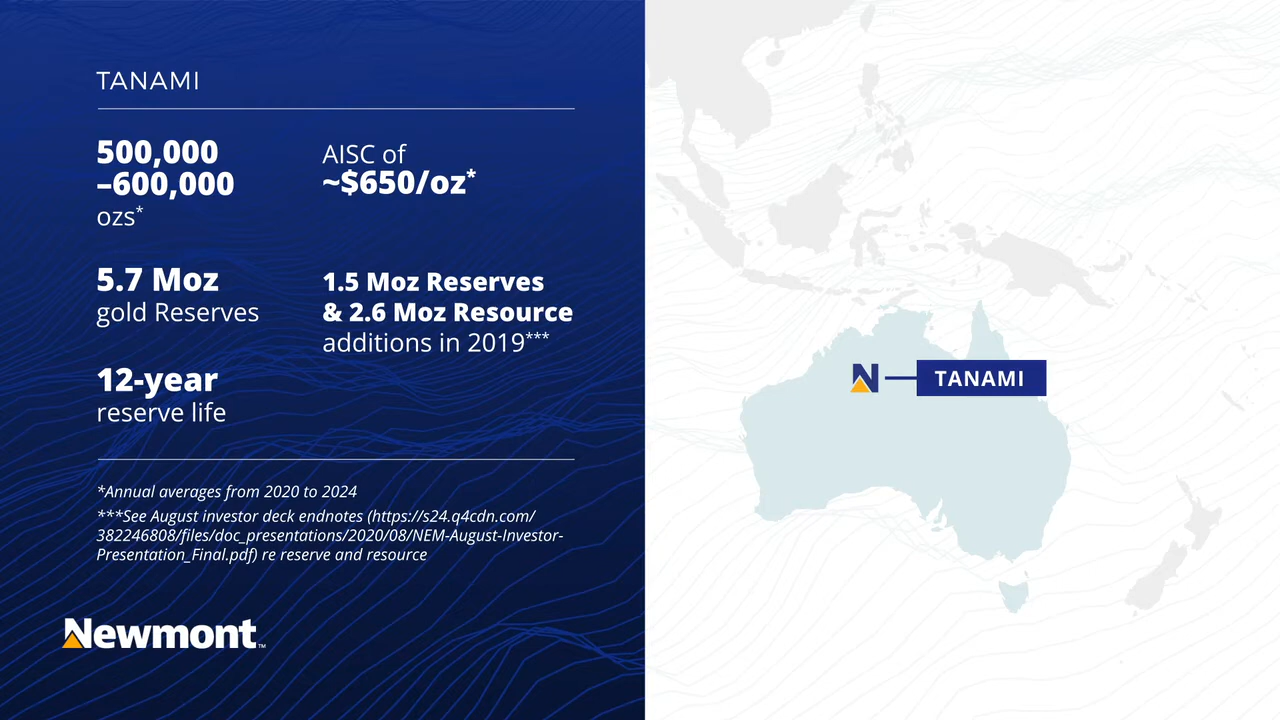 TANAMI
500,000
–600,000
ozs*
AISC of
~$650/oz*
5.7 Moz
gold Reserves
1.5 Moz Reserves
& 2.6 Moz Resource
additions in 2019***
12-year
reserve life
*Annual averages from 2020 to 2024
***See August investor deck endnotes (https://s24.q4cdn.com/
382246808/files/doc_presentations/2020/08/NEM-August-Investor-
Presentation_Final.pdf) re reserve and resource
Newmont™
N
TANAMI